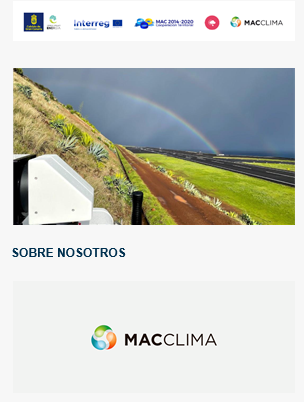 Interreg
MAC 2014-2020
MACCLIMA
SOBRE NOSOTROS
MACCLIMA